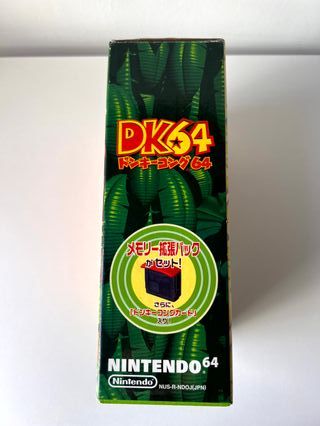 DK★64
ドンキーコング64
メモリー拡張パック
がセット!
さらに、
「ドンキーコングカード」
入り!
NINTENDO64
Nintendo
NUS-R-NDOJ(JPN)